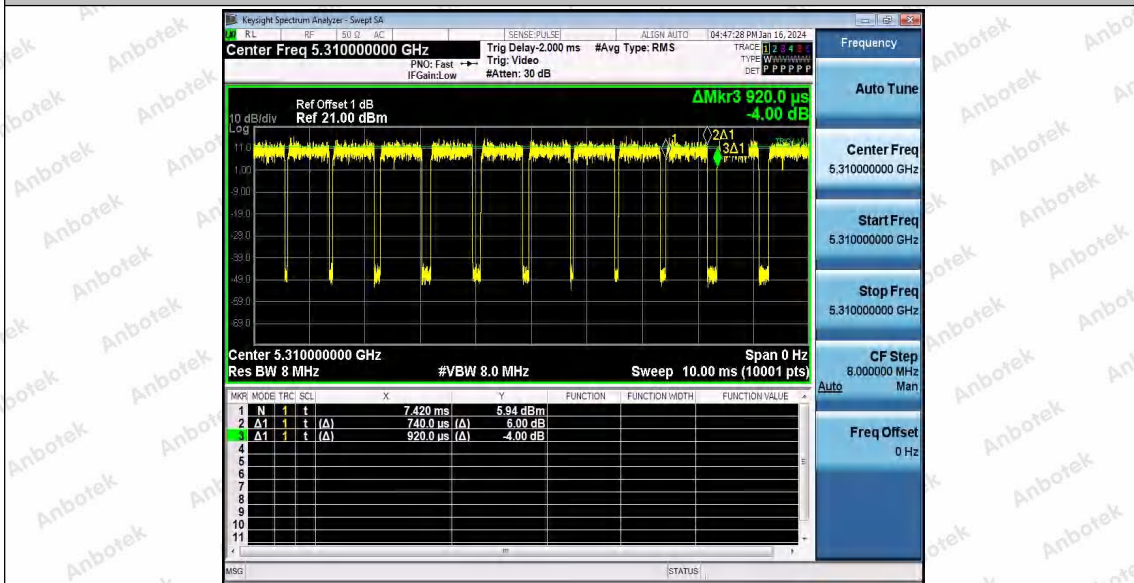 Keysight Spectrum Analyzer - Swept SA
RL RF 50 Ω AC SENSE:PULSE ALIGN AUTO 04:47:28 PM Jan 16, 2024
Center Freq 5.310000000 GHz
PNO: Fast
IFGain:Low
Trig Delay-2.000 ms
Trig: Video
#Atten: 30 dB
#Avg Type: RMS
TRACE 1 2 3 4 5 6
TYPE W
DET P P P P P P
Ref Offset 1 dB
10 dB/div Ref 21.00 dBm
Log
ΔMkr3 920.0 µs
-4.00 dB
11.0
1.00
-9.00
-19.0
-29.0
-39.0
-49.0
-59.0
-69.0
1
2Δ1
3Δ1
Center 5.310000000 GHz Span 0 Hz
Res BW 8 MHz #VBW 8.0 MHz Sweep 10.00 ms (10001 pts)
MKR MODE TRC SCL X Y FUNCTION FUNCTION WIDTH FUNCTION VALUE
1 N 1 t 7.420 ms 5.94 dBm
2 Δ1 1 t (Δ) 740.0 µs (Δ) 6.00 dB
3 Δ1 1 t (Δ) 920.0 µs (Δ) -4.00 dB
4
5
6
7
8
9
10
11
MSG STATUS
Frequency
Auto Tune
Center Freq
5.310000000 GHz
Start Freq
5.310000000 GHz
Stop Freq
5.310000000 GHz
CF Step
8.000000 MHz
Auto Man
Freq Offset
0 Hz
Anbotek